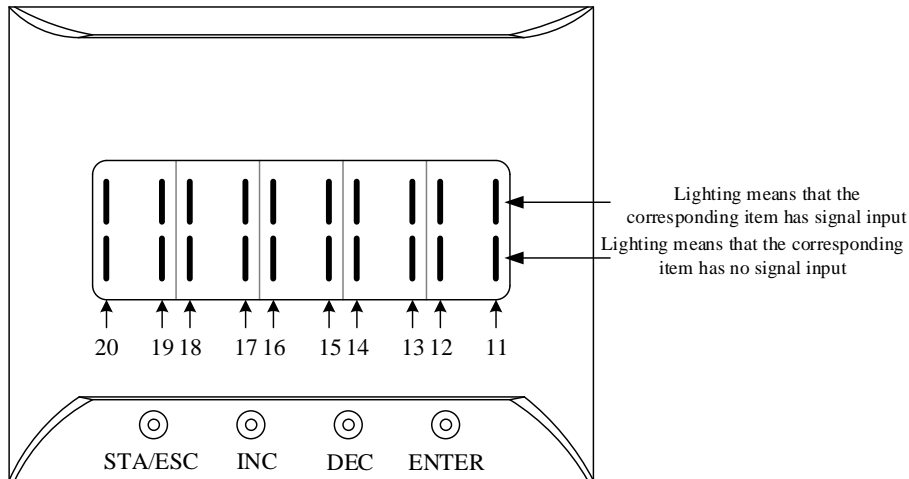 Lighting means that the
corresponding item has signal input
Lighting means that the corresponding
item has no signal input
20 19 18 17 16 15 14 13 12 11
STA/ESC INC DEC ENTER